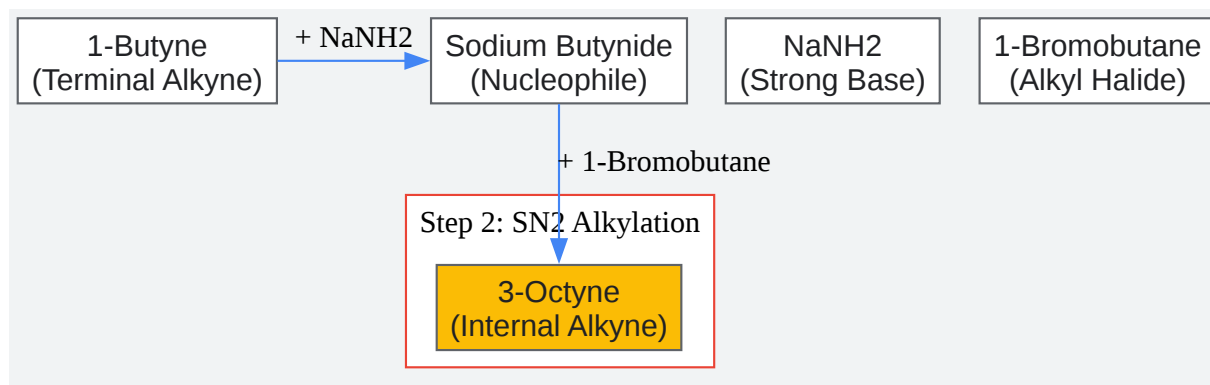 1-Butyne
(Terminal Alkyne)
+ NaNH2
Sodium Butynide
(Nucleophile)
NaNH2
(Strong Base)
1-Bromobutane
(Alkyl Halide)
+ 1-Bromobutane
Step 2: SN2 Alkylation
3-Octyne
(Internal Alkyne)